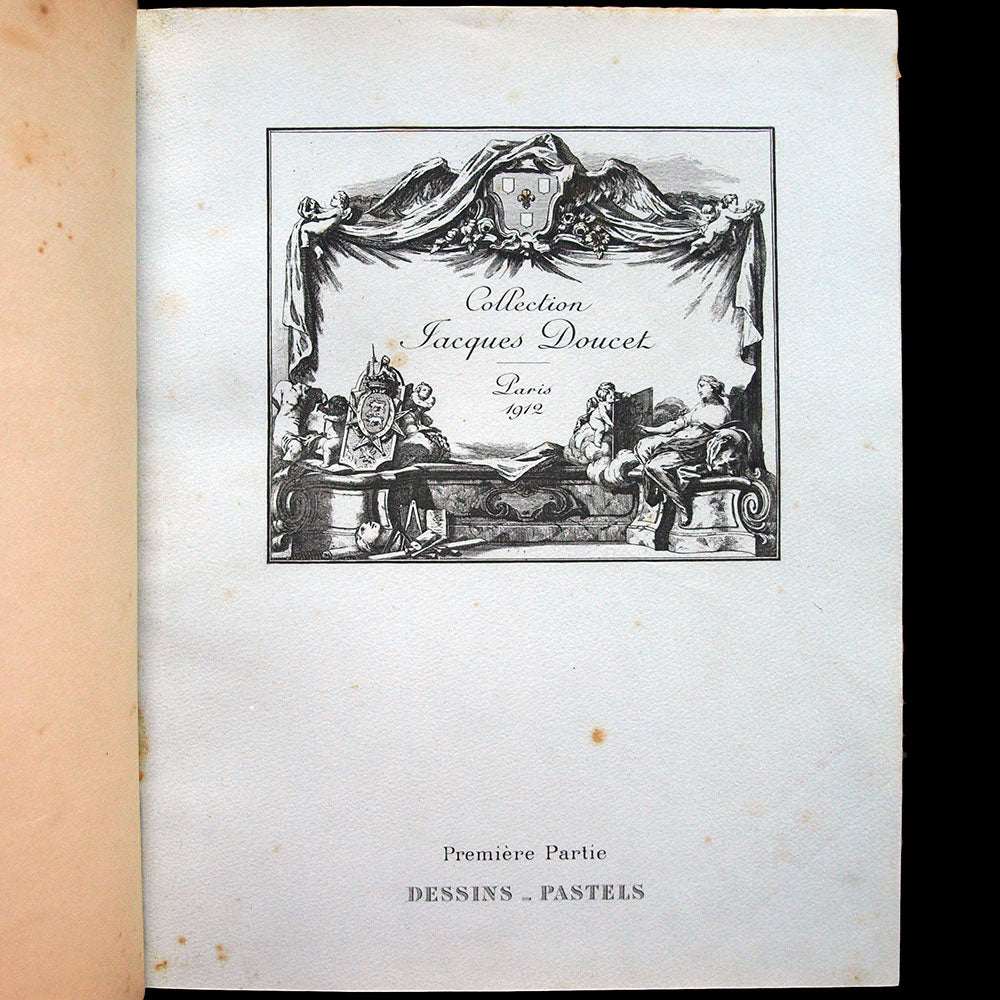 Collection
Jacques Doucet
Paris
1912
Première Partie
DESSINS - PASTELS